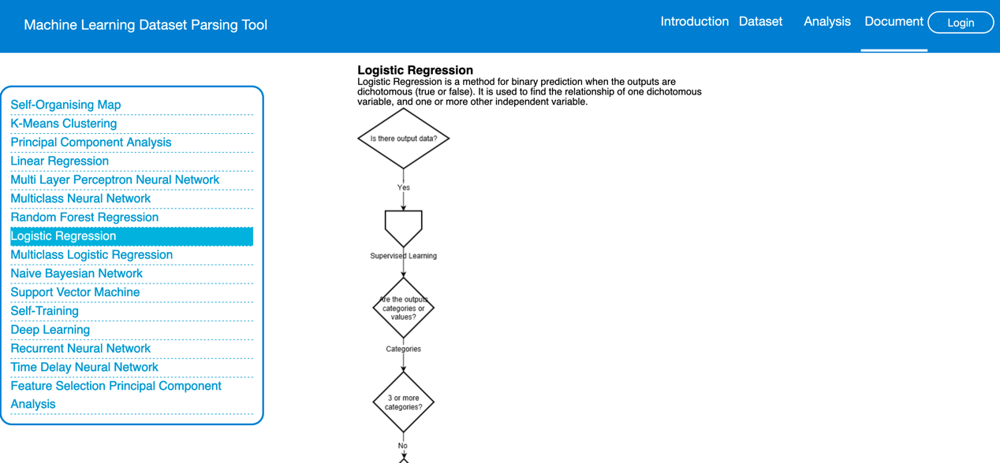 Machine Learning Dataset Parsing Tool
Introduction
Dataset
Analysis
Document
Login
Self-Organising Map
K-Means Clustering
Principal Component Analysis
Linear Regression
Multi Layer Perceptron Neural Network
Multiclass Neural Network
Random Forest Regression
Logistic Regression
Multiclass Logistic Regression
Naive Bayesian Network
Support Vector Machine
Self-Training
Deep Learning
Recurrent Neural Network
Time Delay Neural Network
Feature Selection Principal Component
Analysis
Logistic Regression
Logistic Regression is a method for binary prediction when the outputs are
dichotomous (true or false). It is used to find the relationship of one dichotomous
variable, and one or more other independent variable.
Is there output data?
Yes
Supervised Learning
Are the outputs
categories or
values?
Categories
3 or more
categories?
No